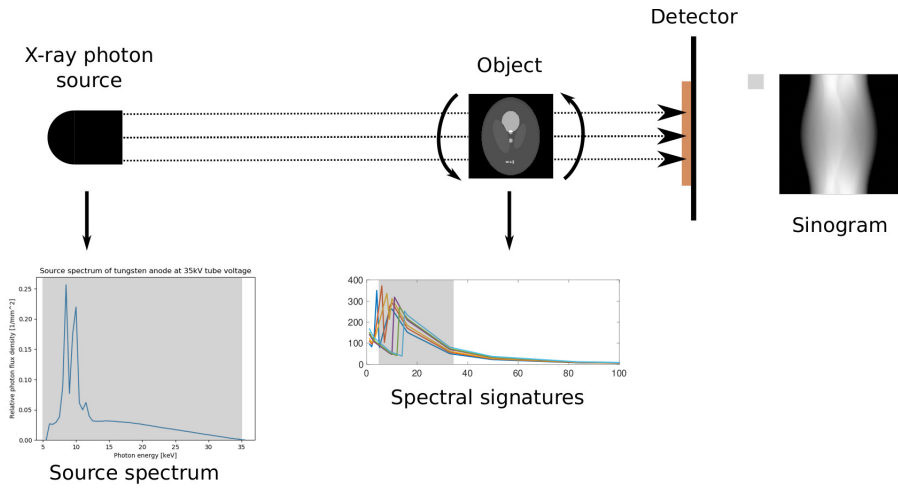 X-ray photon
source
Object
Detector
Sinogram
Source spectrum of tungsten anode at 35kV tube voltage
Relative photon flux density [1/mm^2]
0.25
0.20
0.15
0.10
0.05
0.00
5 10 15 20 25 30 35
Photon energy [keV]
Source spectrum
400
300
200
100
0
0 20 40 60 80 100
Spectral signatures